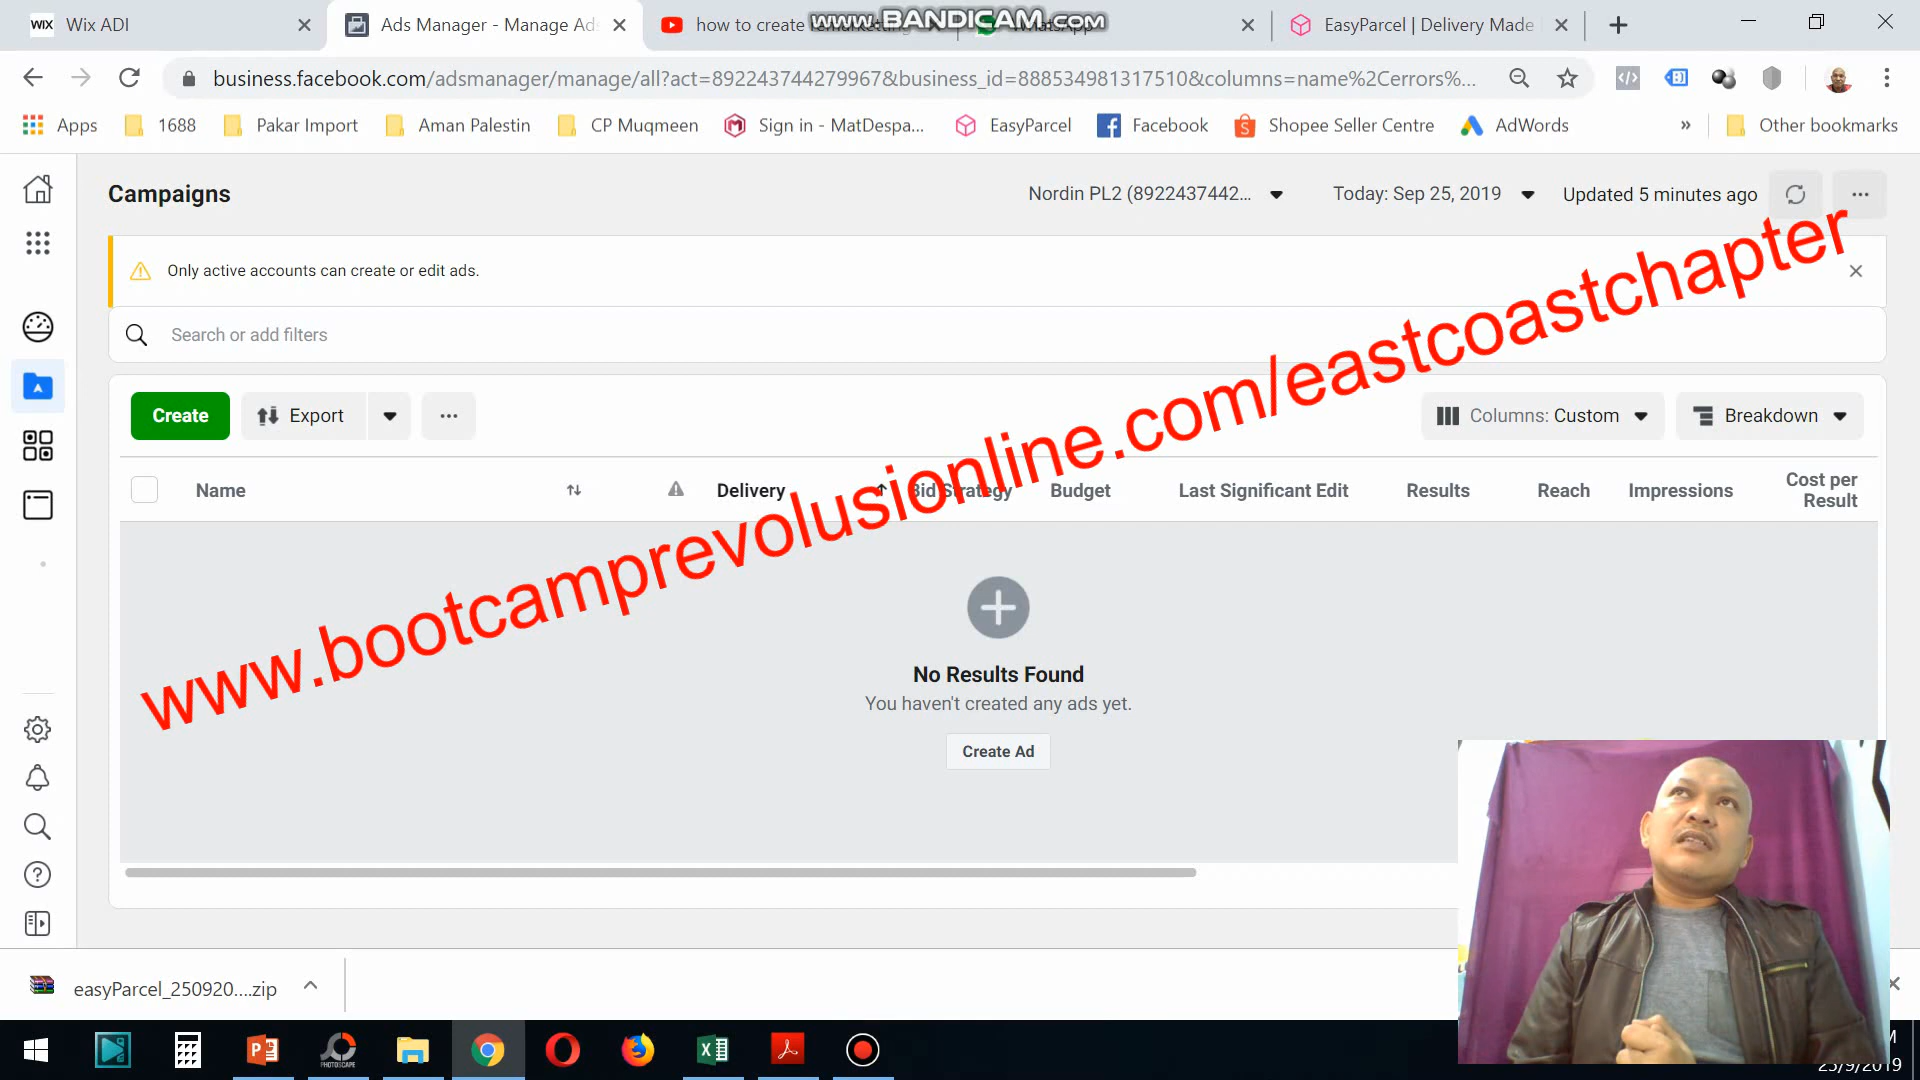 WIX Wix ADI
Ads Manager - Manage Ads
how to create remarketing
www.BANDICAM.com
WhatsApp
EasyParcel | Delivery Made
business.facebook.com/adsmanager/manage/all?act=892243744279967&business_id=888534981317510&columns=name%2Cerrors%...
Apps
1688
Pakar Import
Aman Palestin
CP Muqmeen
Sign in - MatDespa...
EasyParcel
Facebook
Shopee Seller Centre
AdWords
»
Other bookmarks
Campaigns
Nordin PL2 (8922437442...
Today: Sep 25, 2019
Updated 5 minutes ago
Only active accounts can create or edit ads.
Search or add filters
www.bootcamprevolusionline.com/eastcoastchapter
Create
Export
Columns: Custom
Breakdown
Name
Delivery
Bid Strategy
Budget
Last Significant Edit
Results
Reach
Impressions
Cost per
Result
No Results Found
You haven't created any ads yet.
Create Ad
easyParcel_250920....zip
PHOTOSCAPE
25/9/2019